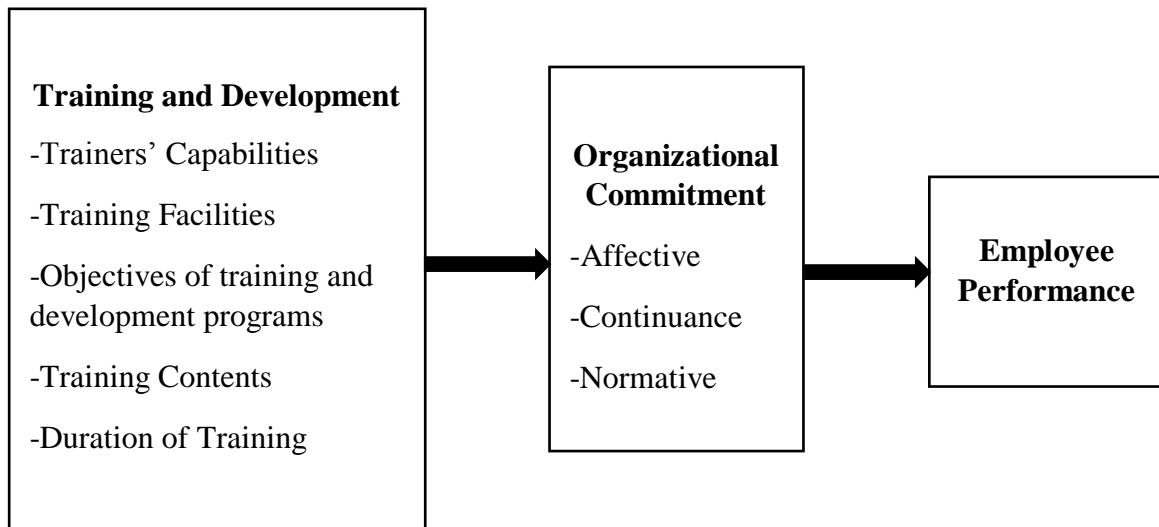 Training and Development
-Trainers’ Capabilities
-Training Facilities
-Objectives of training and
development programs
-Training Contents
-Duration of Training
Organizational
Commitment
-Affective
-Continuance
-Normative
Employee
Performance